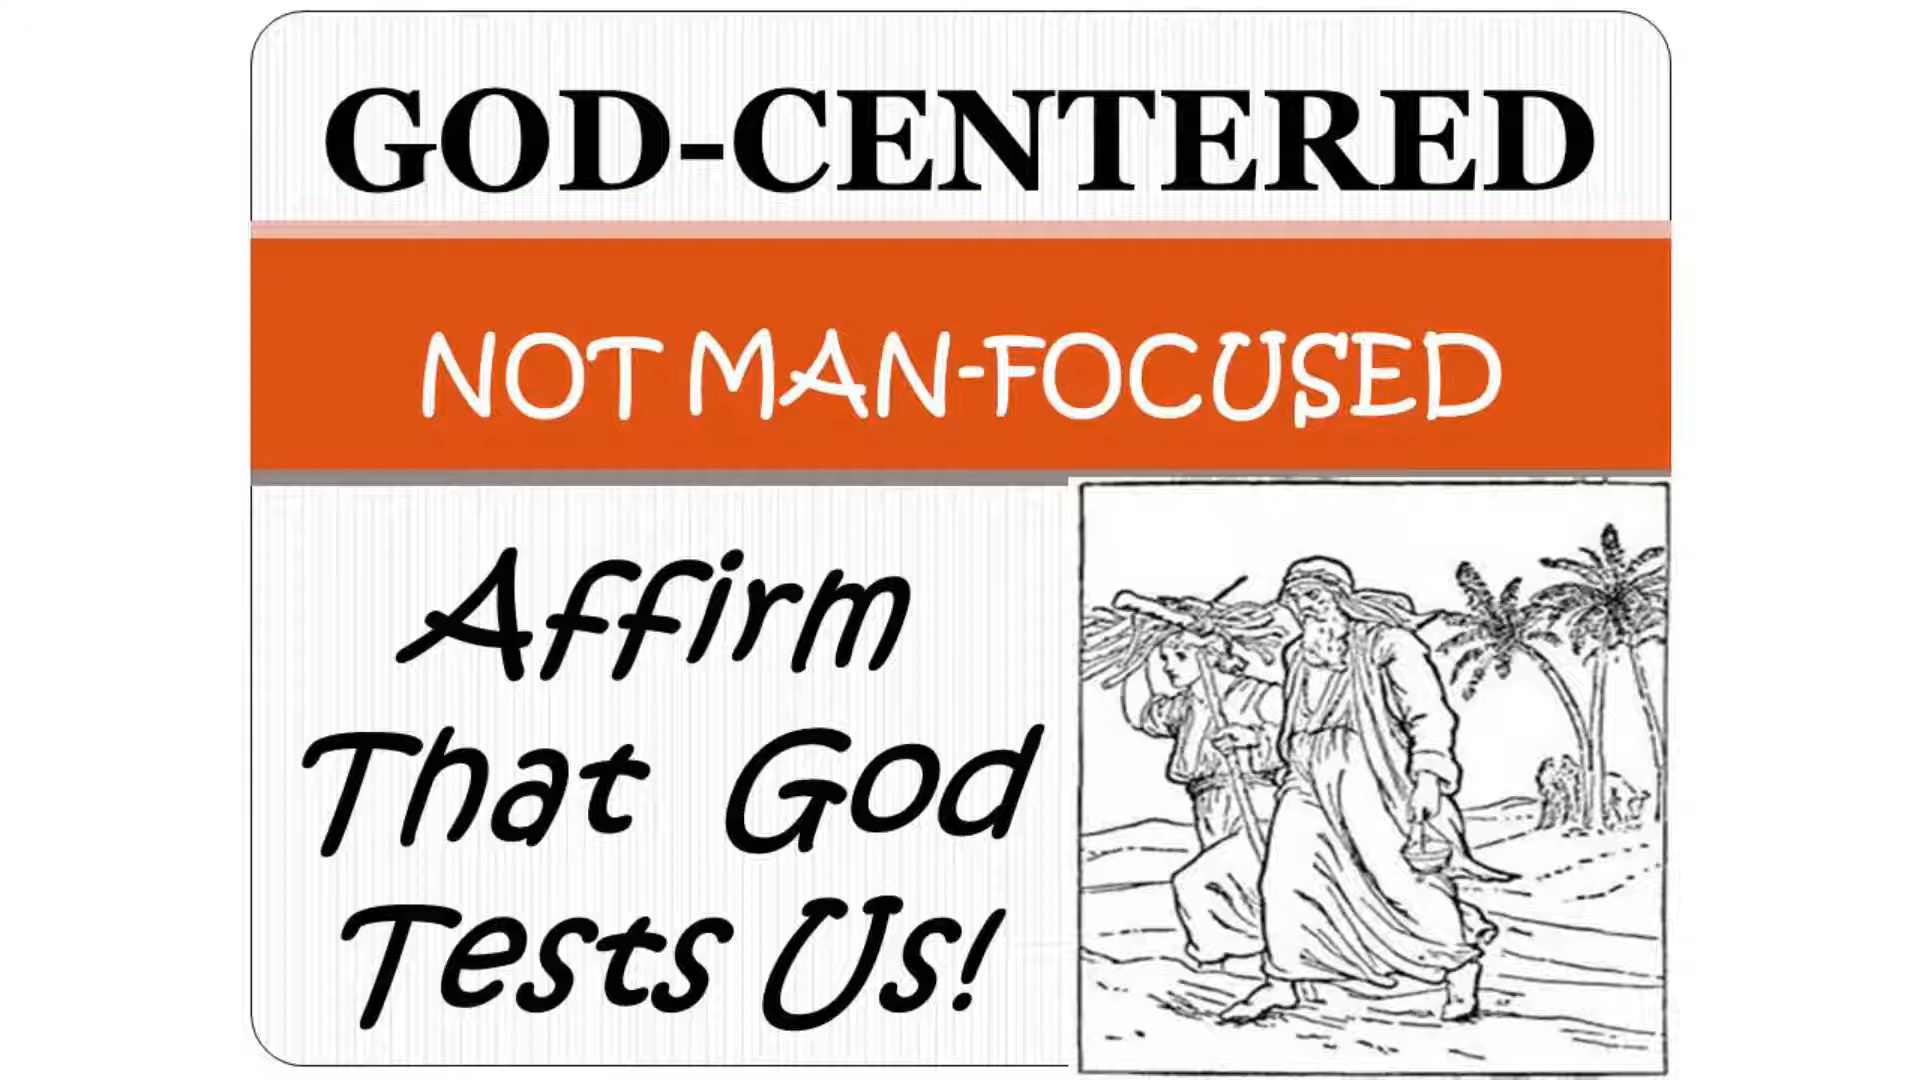 GOD-CENTERED
NOT MAN-FOCUSED
Affirm
That God
Tests Us!